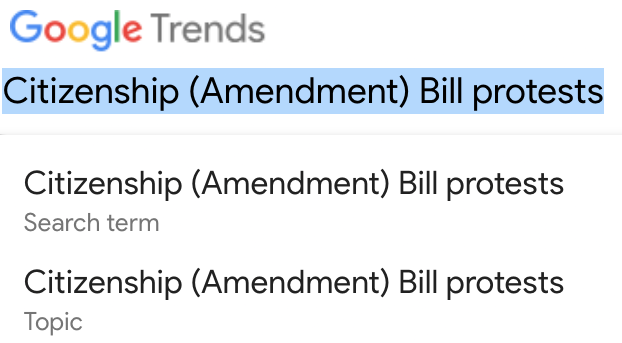 Google Trends
Citizenship (Amendment) Bill protests
Citizenship (Amendment) Bill protests
Search term
Citizenship (Amendment) Bill protests
Topic